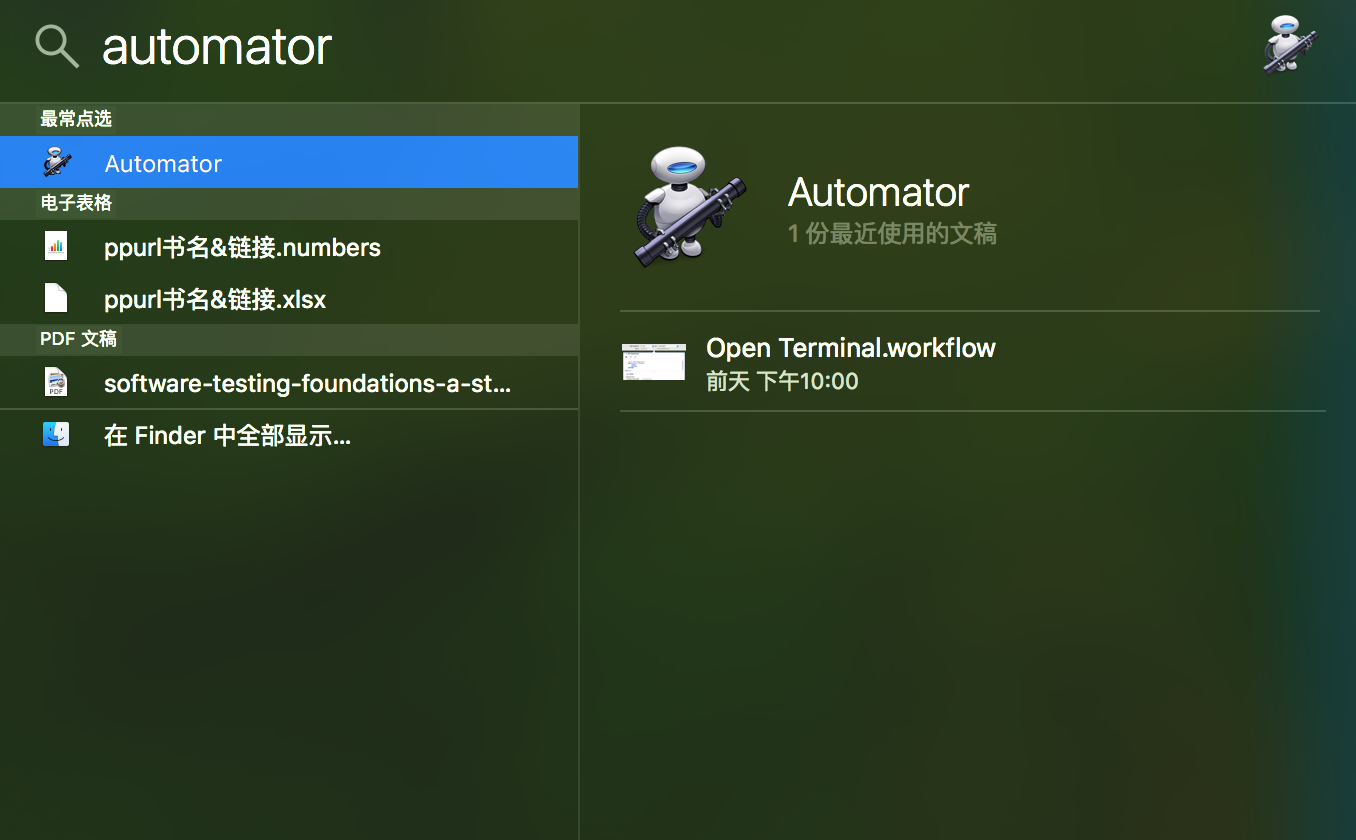 automator
最常点选
Automator
电子表格
ppurl书名&链接.numbers
ppurl书名&链接.xlsx
PDF 文稿
PDF
software-testing-foundations-a-st...
在 Finder 中全部显示...
Automator
1 份最近使用的文稿
Open Terminal.workflow
前天 下午10:00